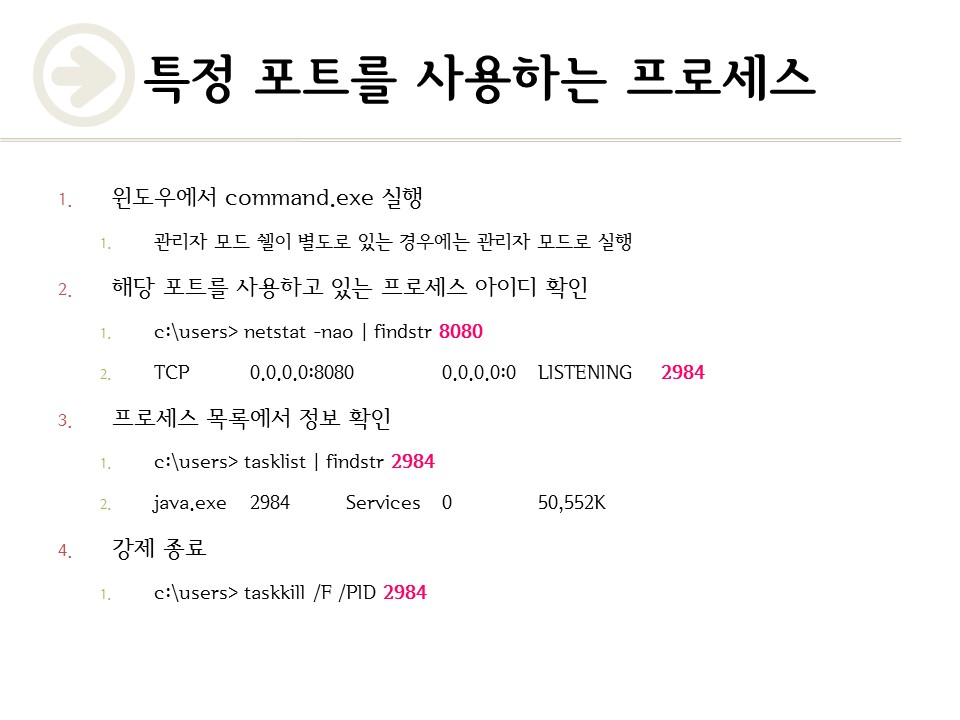 특정 포트를 사용하는 프로세스
1. 윈도우에서 command.exe 실행
1. 관리자 모드 쉘이 별도로 있는 경우에는 관리자 모드로 실행
2. 해당 포트를 사용하고 있는 프로세스 아이디 확인
1. c:\users> netstat -nao | findstr 8080
2. TCP 0.0.0.0:8080 0.0.0.0:0 LISTENING 2984
3. 프로세스 목록에서 정보 확인
1. c:\users> tasklist | findstr 2984
2. java.exe 2984 Services 0 50,552K
4. 강제 종료
1. c:\users> taskkill /F /PID 2984